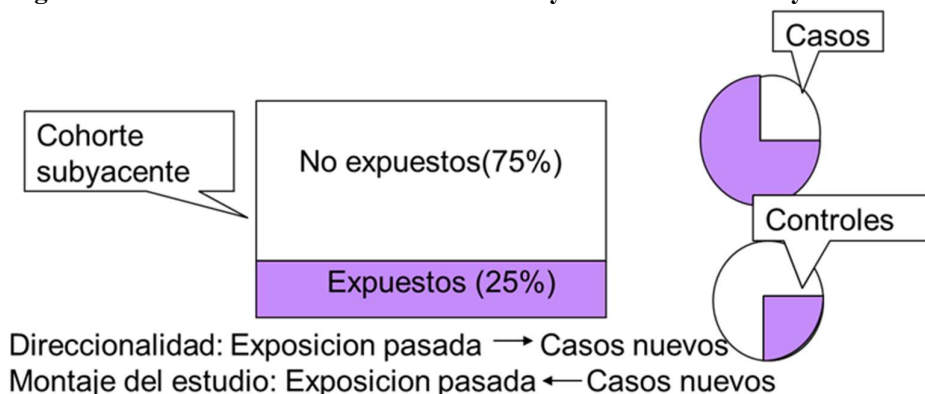 Casos
Cohorte
subyacente
No expuestos(75%)
Controles
Expuestos (25%)
Direccionalidad: Exposicion pasada → Casos nuevos
Montaje del estudio: Exposicion pasada ← Casos nuevos